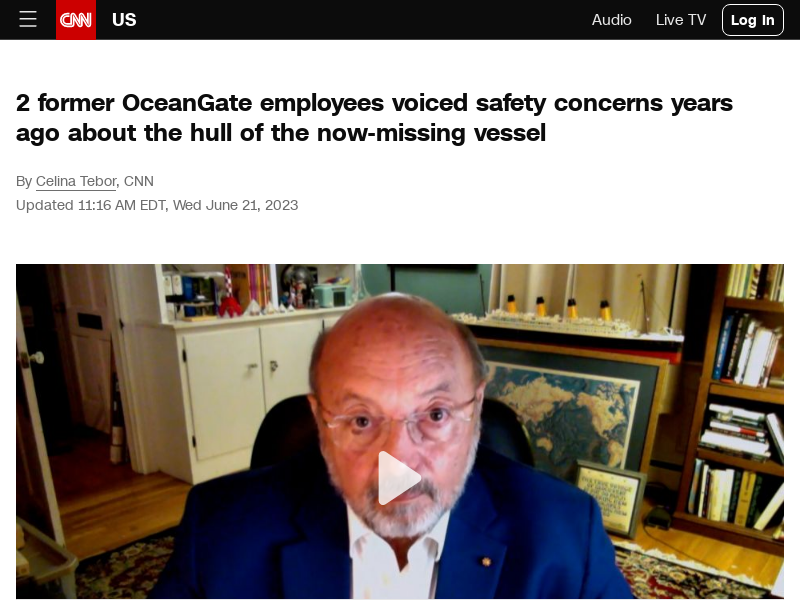 CNN
US
Audio
Live TV
Log In
2 former OceanGate employees voiced safety concerns years
ago about the hull of the now-missing vessel
By Celina Tebor, CNN
Updated 11:16 AM EDT, Wed June 21, 2023